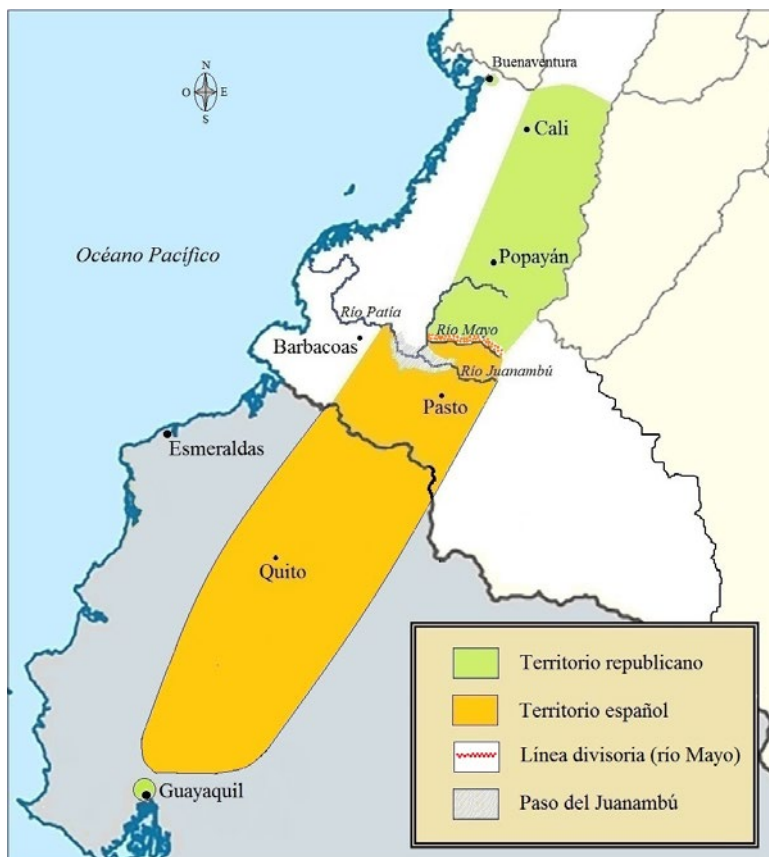 Buenaventura
N
O E
S
Cali
Océano Pacífico
Popayán
Río Patía
Río Mayo
Barbacoas
Río Juanambú
Pasto
Esmeraldas
Quito
Guayaquil
Territorio republicano
Territorio español
Línea divisoria (río Mayo)
Paso del Juanambú